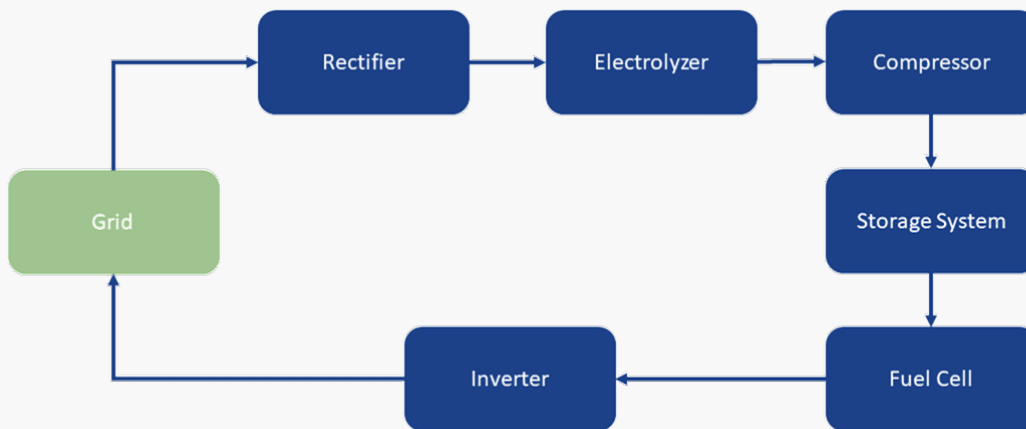 Rectifier
Electrolyzer
Compressor
Grid
Storage System
Inverter
Fuel Cell